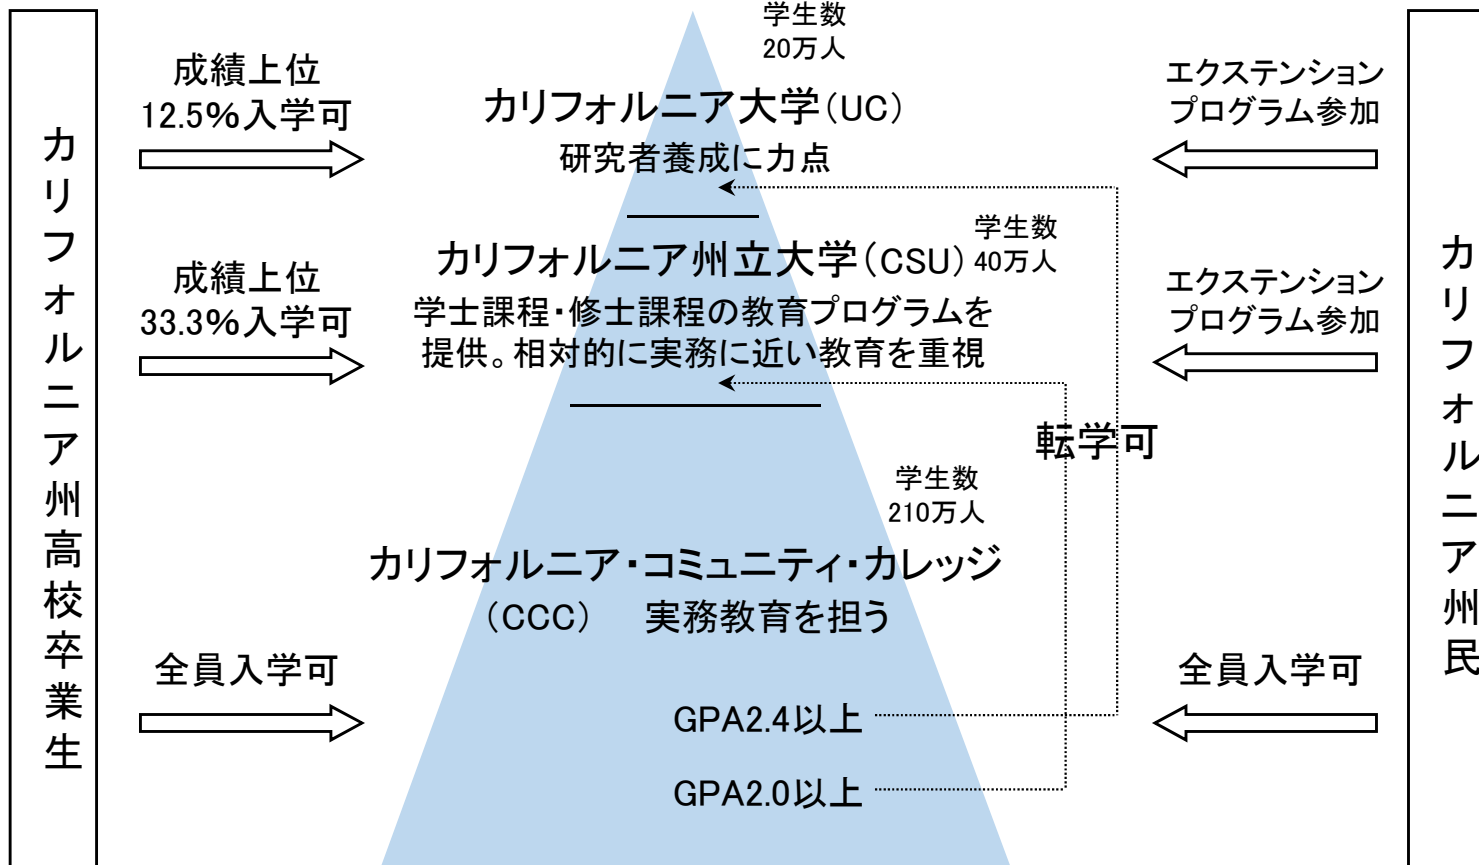 カリフォルニア州高校卒業生
成績上位
12.5%入学可
成績上位
33.3%入学可
全員入学可
学生数
20万人
カリフォルニア大学(UC)
研究者養成に力点
学生数
40万人
カリフォルニア州立大学(CSU)
学士課程・修士課程の教育プログラムを
提供。相対的に実務に近い教育を重視
転学可
学生数
210万人
カリフォルニア・コミュニティ・カレッジ
(CCC) 実務教育を担う
GPA2.4以上
GPA2.0以上
エクステンション
プログラム参加
エクステンション
プログラム参加
全員入学可
カリフォルニア州民